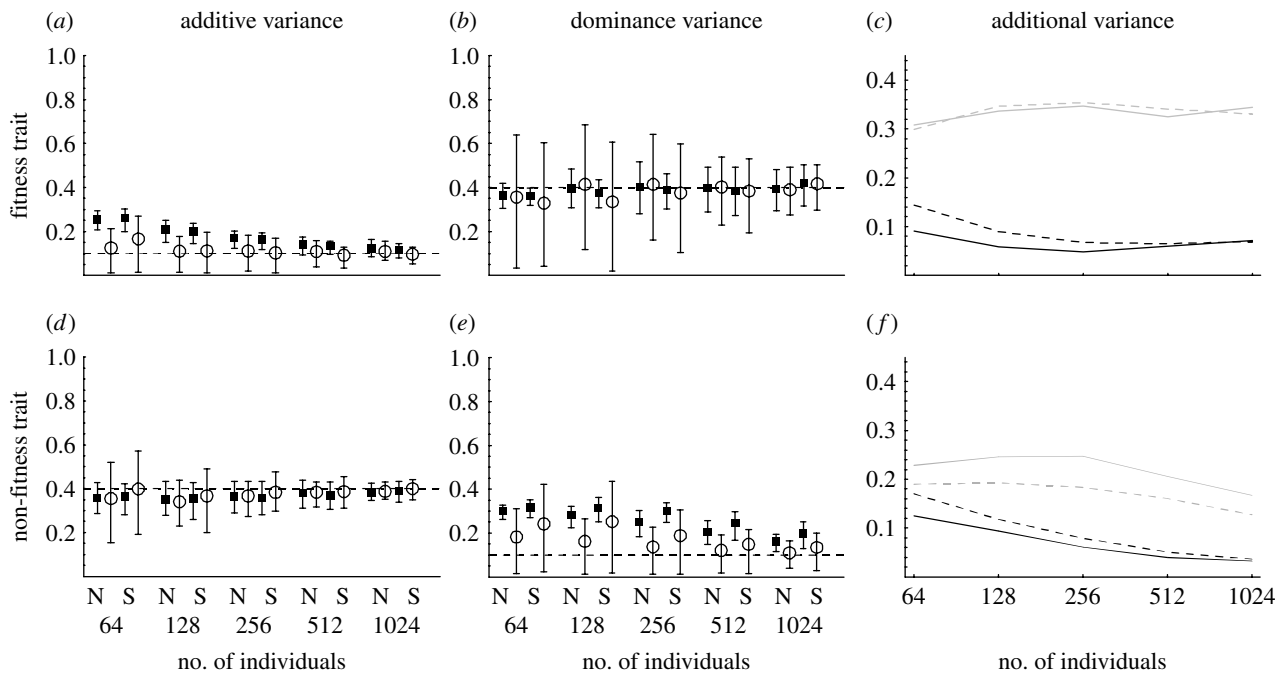 (a) additive variance
(b) dominance variance
(c) additional variance
fitness trait
1.0
0.8
0.6
0.4
0.2
1.0
0.8
0.6
0.4
0.2
0.4
0.3
0.2
0.1
(d)
(e)
(f)
non-fitness trait
1.0
0.8
0.6
0.4
0.2
1.0
0.8
0.6
0.4
0.2
0.4
0.3
0.2
0.1
N S N S N S N S N S
64 128 256 512 1024
no. of individuals
N S N S N S N S N S
64 128 256 512 1024
no. of individuals
64 128 256 512 1024
no. of individuals